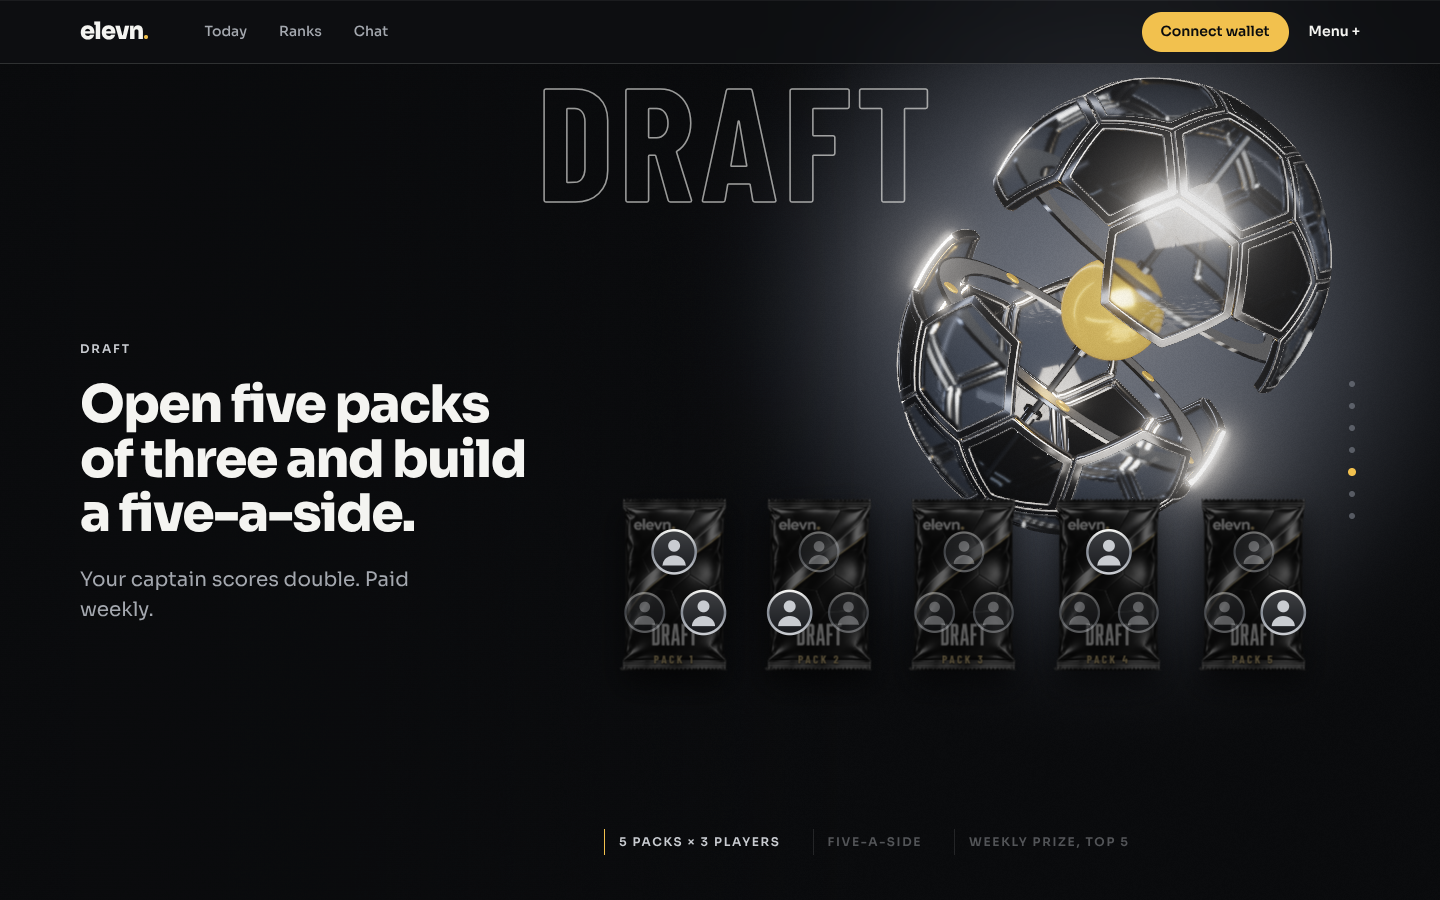 elevn.
Today
Ranks
Chat
Connect wallet
Menu +
DRAFT
DRAFT
Open five packs
of three and build
a five-a-side.
Your captain scores double. Paid
weekly.
elevn.
DRAFT
PACK 1
elevn.
DRAFT
PACK 2
elevn.
DRAFT
PACK 3
elevn.
DRAFT
PACK 4
elevn.
DRAFT
PACK 5
5 PACKS × 3 PLAYERS
FIVE-A-SIDE
WEEKLY PRIZE, TOP 5